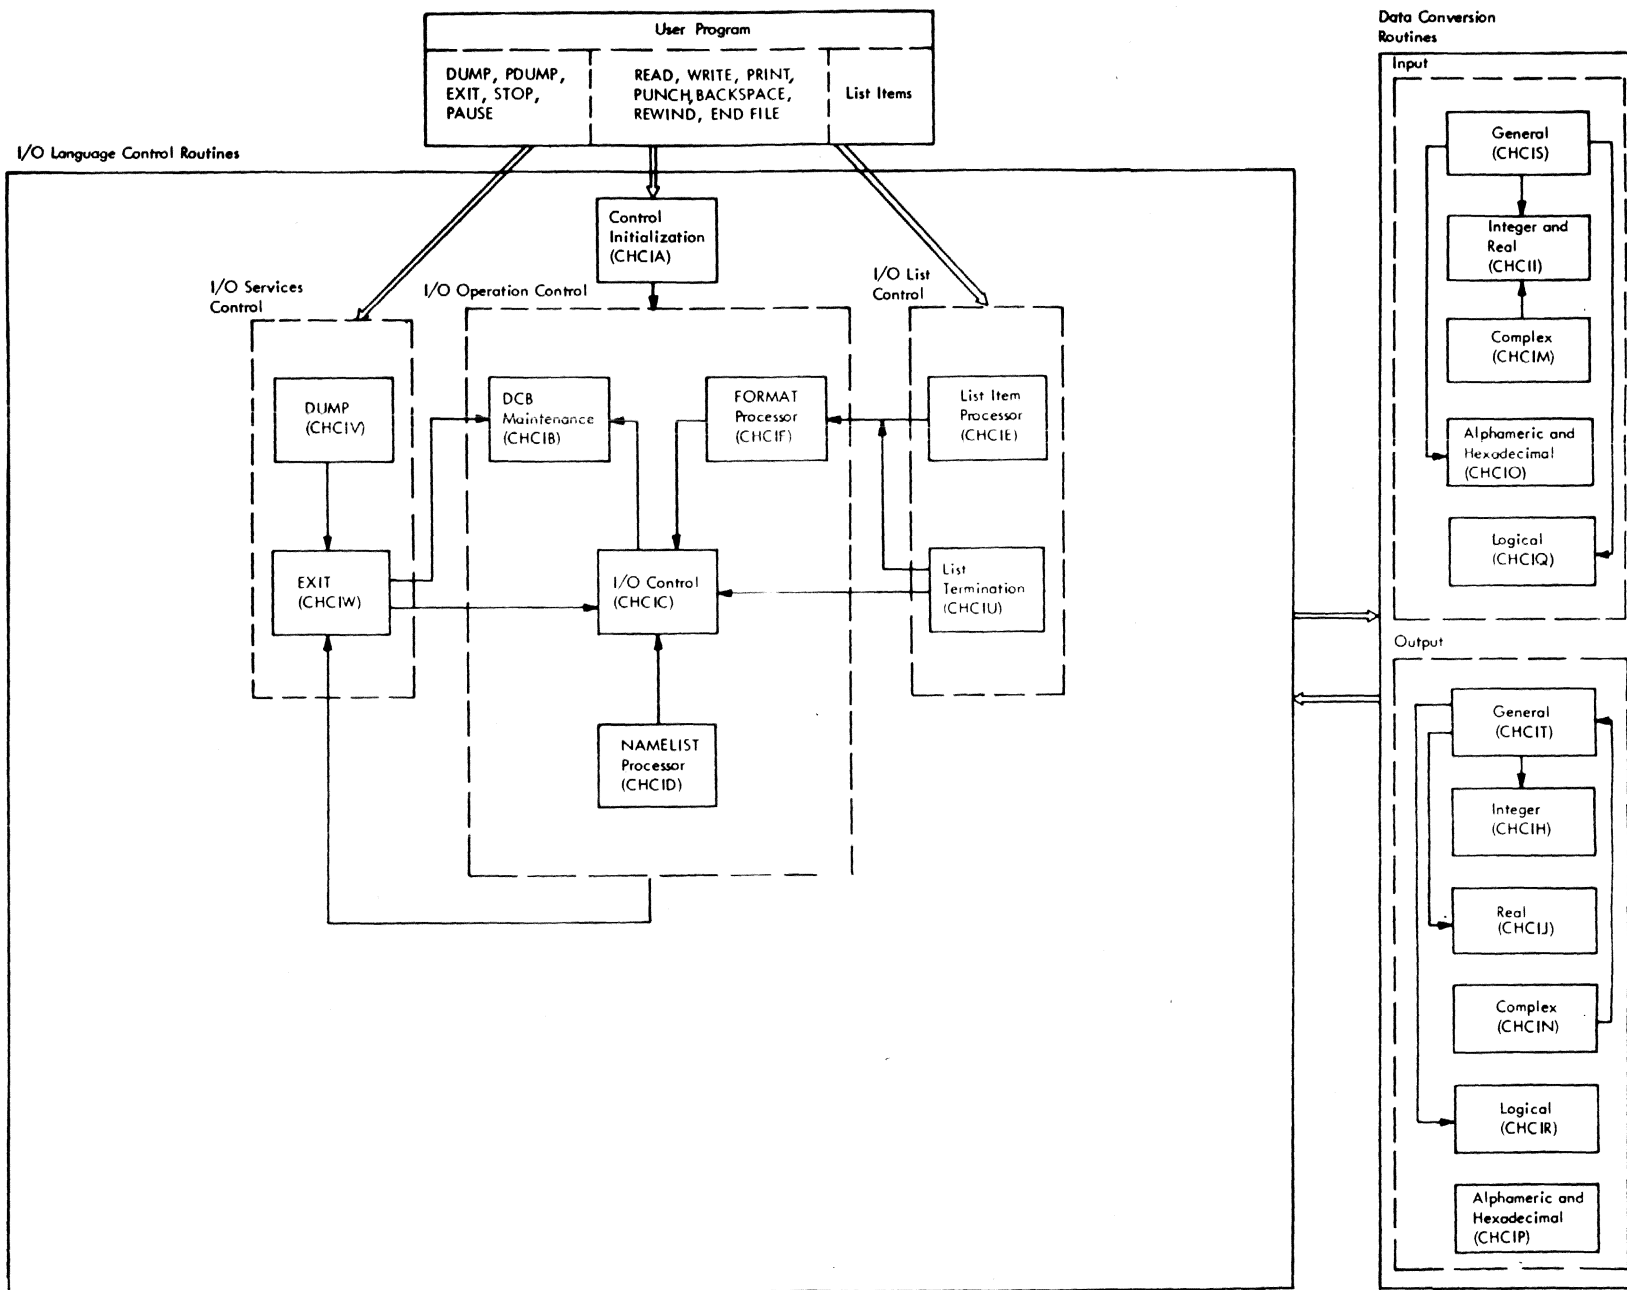 User Program
DUMP, PDUMP,
EXIT, STOP,
PAUSE
READ, WRITE, PRINT,
PUNCH, BACKSPACE,
REWIND, END FILE
List Items
I/O Language Control Routines
Control
Initialization
(CHCIA)
I/O Services
Control
I/O Operation Control
I/O List
Control
DUMP
(CHCIV)
DCB
Maintenance
(CHCIB)
FORMAT
Processor
(CHCIF)
List Item
Processor
(CHCIE)
EXIT
(CHCIW)
I/O Control
(CHCIC)
List
Termination
(CHCIU)
NAMELIST
Processor
(CHCID)
Data Conversion
Routines
Input
General
(CHCIS)
Integer and
Real
(CHCII)
Complex
(CHCIM)
Alphameric and
Hexadecimal
(CHCIO)
Logical
(CHCIQ)
Output
General
(CHCIT)
Integer
(CHCIH)
Real
(CHCIJ)
Complex
(CHCIN)
Logical
(CHCIR)
Alphameric and
Hexadecimal
(CHCIP)